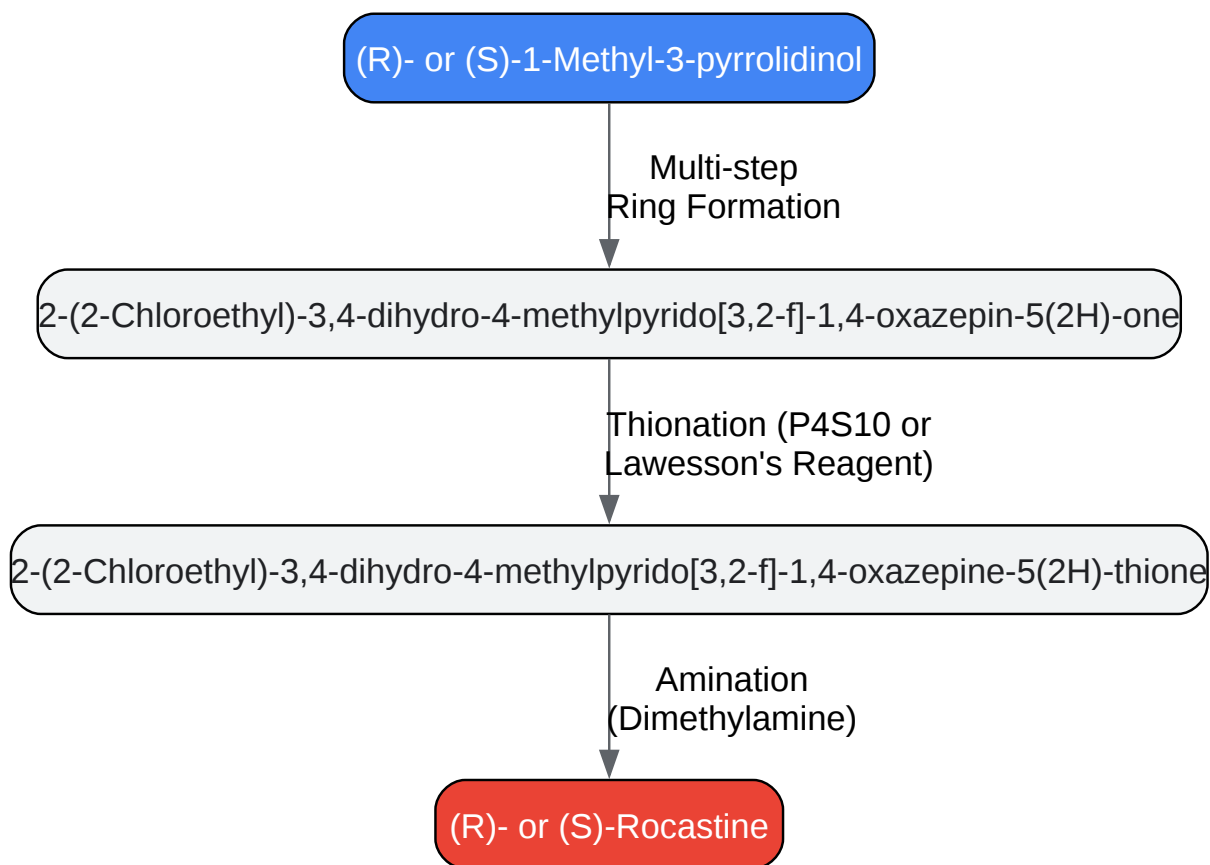 (R)- or (S)-1-Methyl-3-pyrrolidinol
Multi-step
Ring Formation
2-(2-Chloroethyl)-3,4-dihydro-4-methylpyrido[3,2-f]-1,4-oxazepin-5(2H)-one
Thionation (P4S10 or
Lawesson's Reagent)
2-(2-Chloroethyl)-3,4-dihydro-4-methylpyrido[3,2-f]-1,4-oxazepine-5(2H)-thione
Amination
(Dimethylamine)
(R)- or (S)-Rocastine